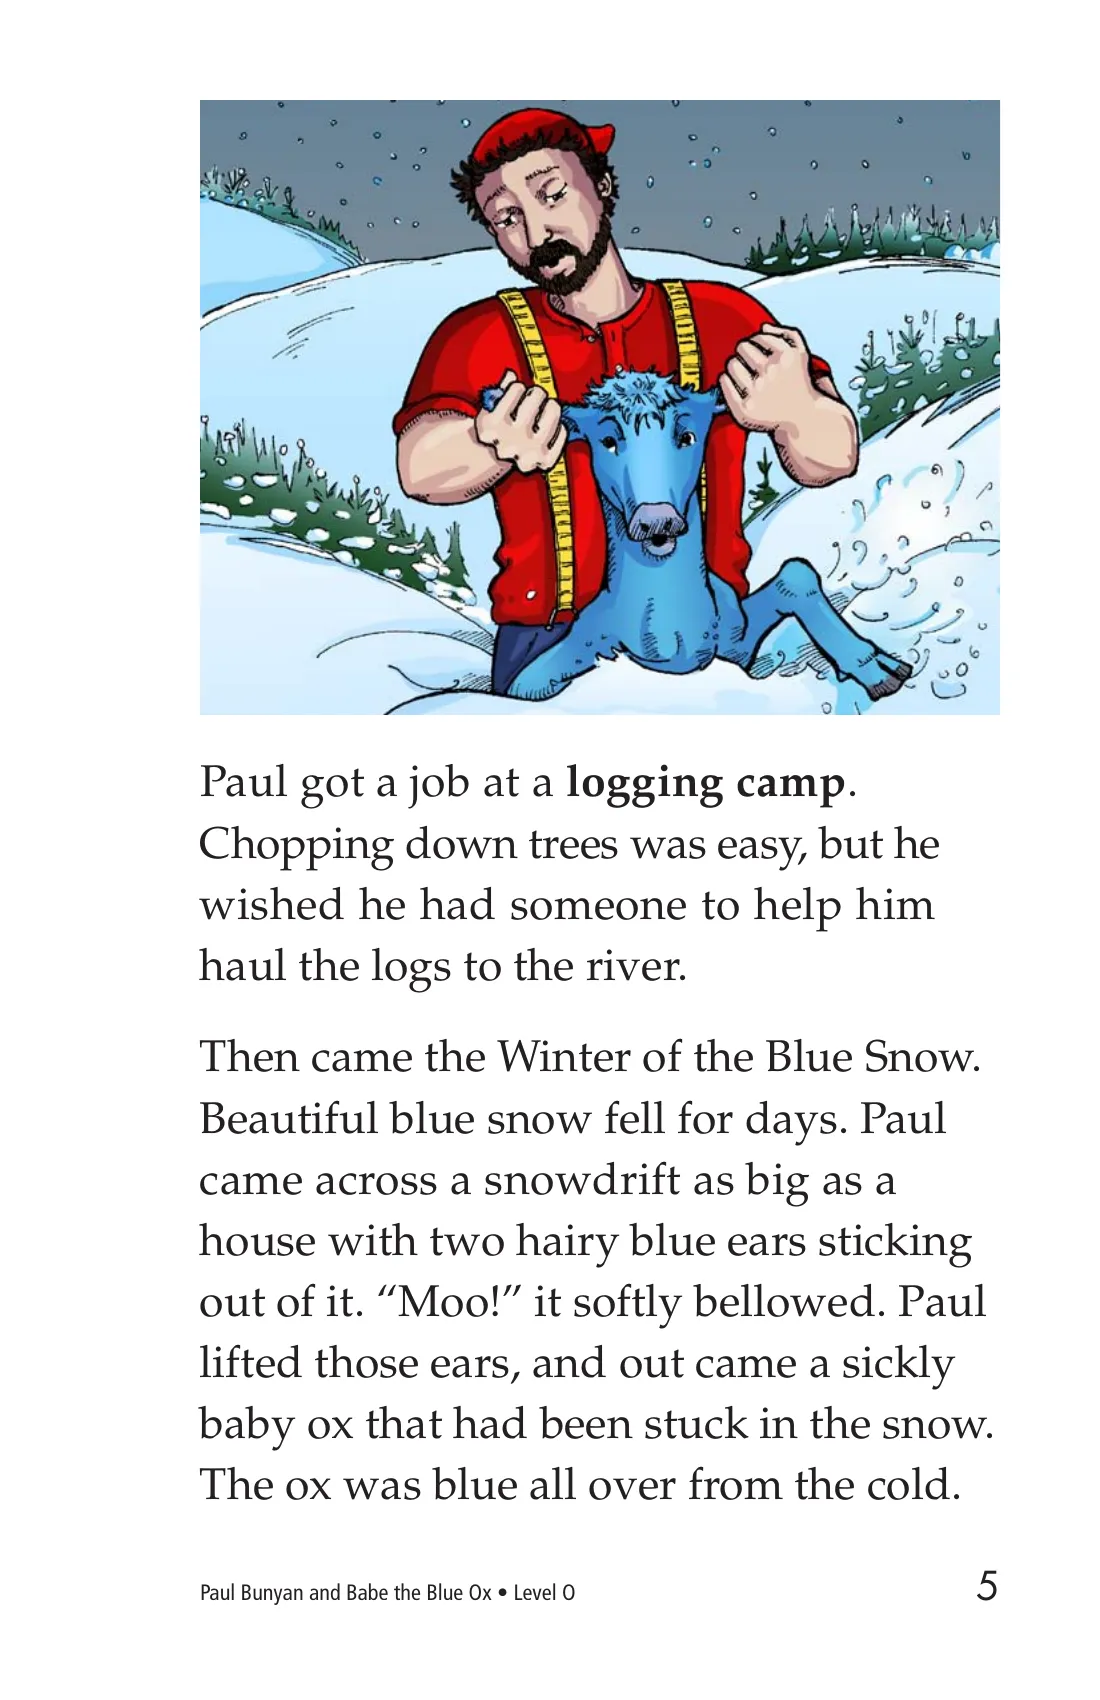 Paul got a job at a logging camp.
Chopping down trees was easy, but he
wished he had someone to help him
haul the logs to the river.
Then came the Winter of the Blue Snow.
Beautiful blue snow fell for days. Paul
came across a snowdrift as big as a
house with two hairy blue ears sticking
out of it. “Moo!” it softly bellowed. Paul
lifted those ears, and out came a sickly
baby ox that had been stuck in the snow.
The ox was blue all over from the cold.
Paul Bunyan and Babe the Blue Ox • Level O 5